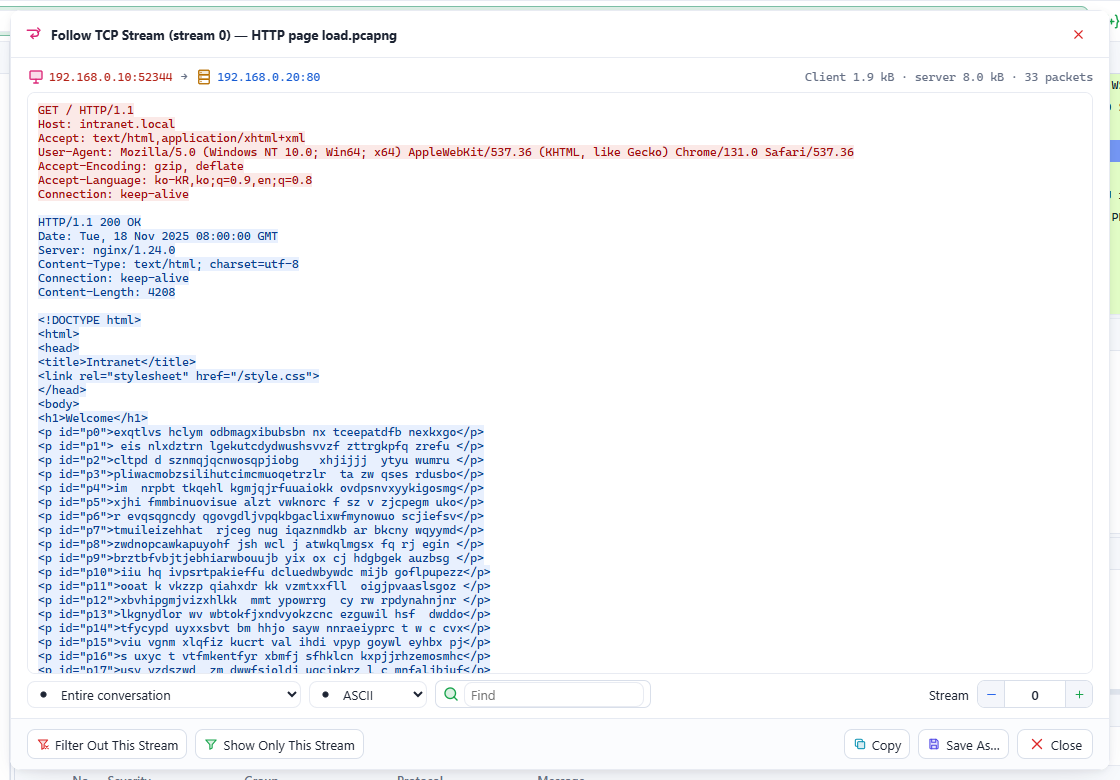 Follow TCP Stream (stream 0) — HTTP page load.pcapng
192.168.0.10:52344 → 192.168.0.20:80
Client 1.9 kB · server 8.0 kB · 33 packets
GET / HTTP/1.1
Host: intranet.local
Accept: text/html,application/xhtml+xml
User-Agent: Mozilla/5.0 (Windows NT 10.0; Win64; x64) AppleWebKit/537.36 (KHTML, like Gecko) Chrome/131.0 Safari/537.36
Accept-Encoding: gzip, deflate
Accept-Language: ko-KR,ko;q=0.9,en;q=0.8
Connection: keep-alive
HTTP/1.1 200 OK
Date: Tue, 18 Nov 2025 08:00:00 GMT
Server: nginx/1.24.0
Content-Type: text/html; charset=utf-8
Connection: keep-alive
Content-Length: 4208
<!DOCTYPE html>
<html>
<head>
<title>Intranet</title>
<link rel="stylesheet" href="/style.css">
</head>
<body>
<h1>Welcome</h1>
<p id="p0">exqtlvs hclym odbmagxibubsbn nx tceepatdfb nexkxgo</p>
<p id="p1"> eis nlxdztrn lgekutcdydwushsvvzf zttrgkpfq zrefu </p>
<p id="p2">cltpd d sznmqjqcnwosqpjiobg   xhjijjj  ytyu wumru </p>
<p id="p3">pliwacmobzsilihutcimcmuoqetrzlr  ta zw qses rdusbo</p>
<p id="p4">im  nrpbt tkqehl kgmjqjrfuuaiokk ovdpsnvxyykigosmg</p>
<p id="p5">xjhi fmmbinuovisue alzt vwknorc f sz v zjcpegm uko</p>
<p id="p6">r evqsqgncdy qgovgdljvpqkbgaclixwfmynowuo scjiefsv</p>
<p id="p7">tmuileizehhat  rjceg nug iqaznmdkb ar bkcny wqyymd</p>
<p id="p8">zwdnopcawkapuyohf jsh wcl j atwkqlmgsx fq rj egin </p>
<p id="p9">brztbfvbjtjebhiarwbouujb yix ox cj hdgbgek auzbsg </p>
<p id="p10">iiu hq ivpsrtpakieffu dcluedwbywdc mijb goflpupezz</p>
<p id="p11">ooat k vkzzp qiahxdr kk vzmtxxfll  oigjpvaaslsgoz </p>
<p id="p12">xbvhipgmjvizxhlkk  mmt ypowrrg  cy rw rpdynahnjnr </p>
<p id="p13">lkgnydlor wv wbtokfjxndvyokzcnc ezguwil hsf  dwddo</p>
<p id="p14">tfycypd uyxxsbvt bm hhjo sayw nnraeiyprc t w c cvx</p>
<p id="p15">viu vgnm xlqfiz kucrt val ihdi vpyp goywl eyhbx pj</p>
<p id="p16">s uxyc t vtfmkentfyr xbmfj sfhklcn kxpjjrhzemosmhc</p>
<p id="p17">
Entire conversation
ASCII
Find
Stream
0
Filter Out This Stream
Show Only This Stream
Copy
Save As...
Close